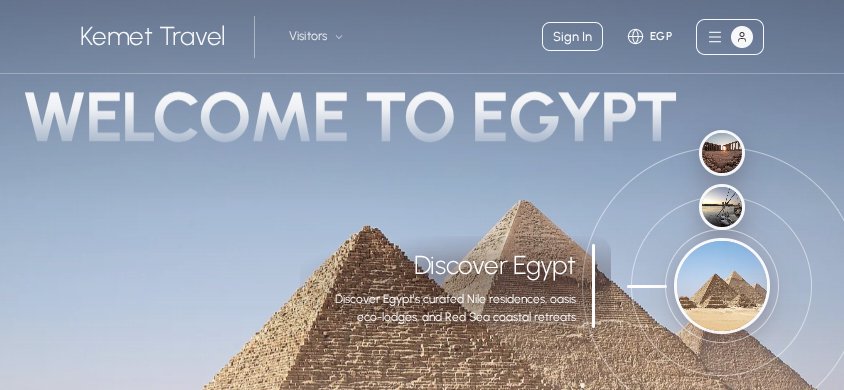 Kemet Travel
Visitors
Sign In
EGP
WELCOME TO EGYPT
Discover Egypt
Discover Egypt's curated Nile residences, oasis
eco-lodges, and Red Sea coastal retreats